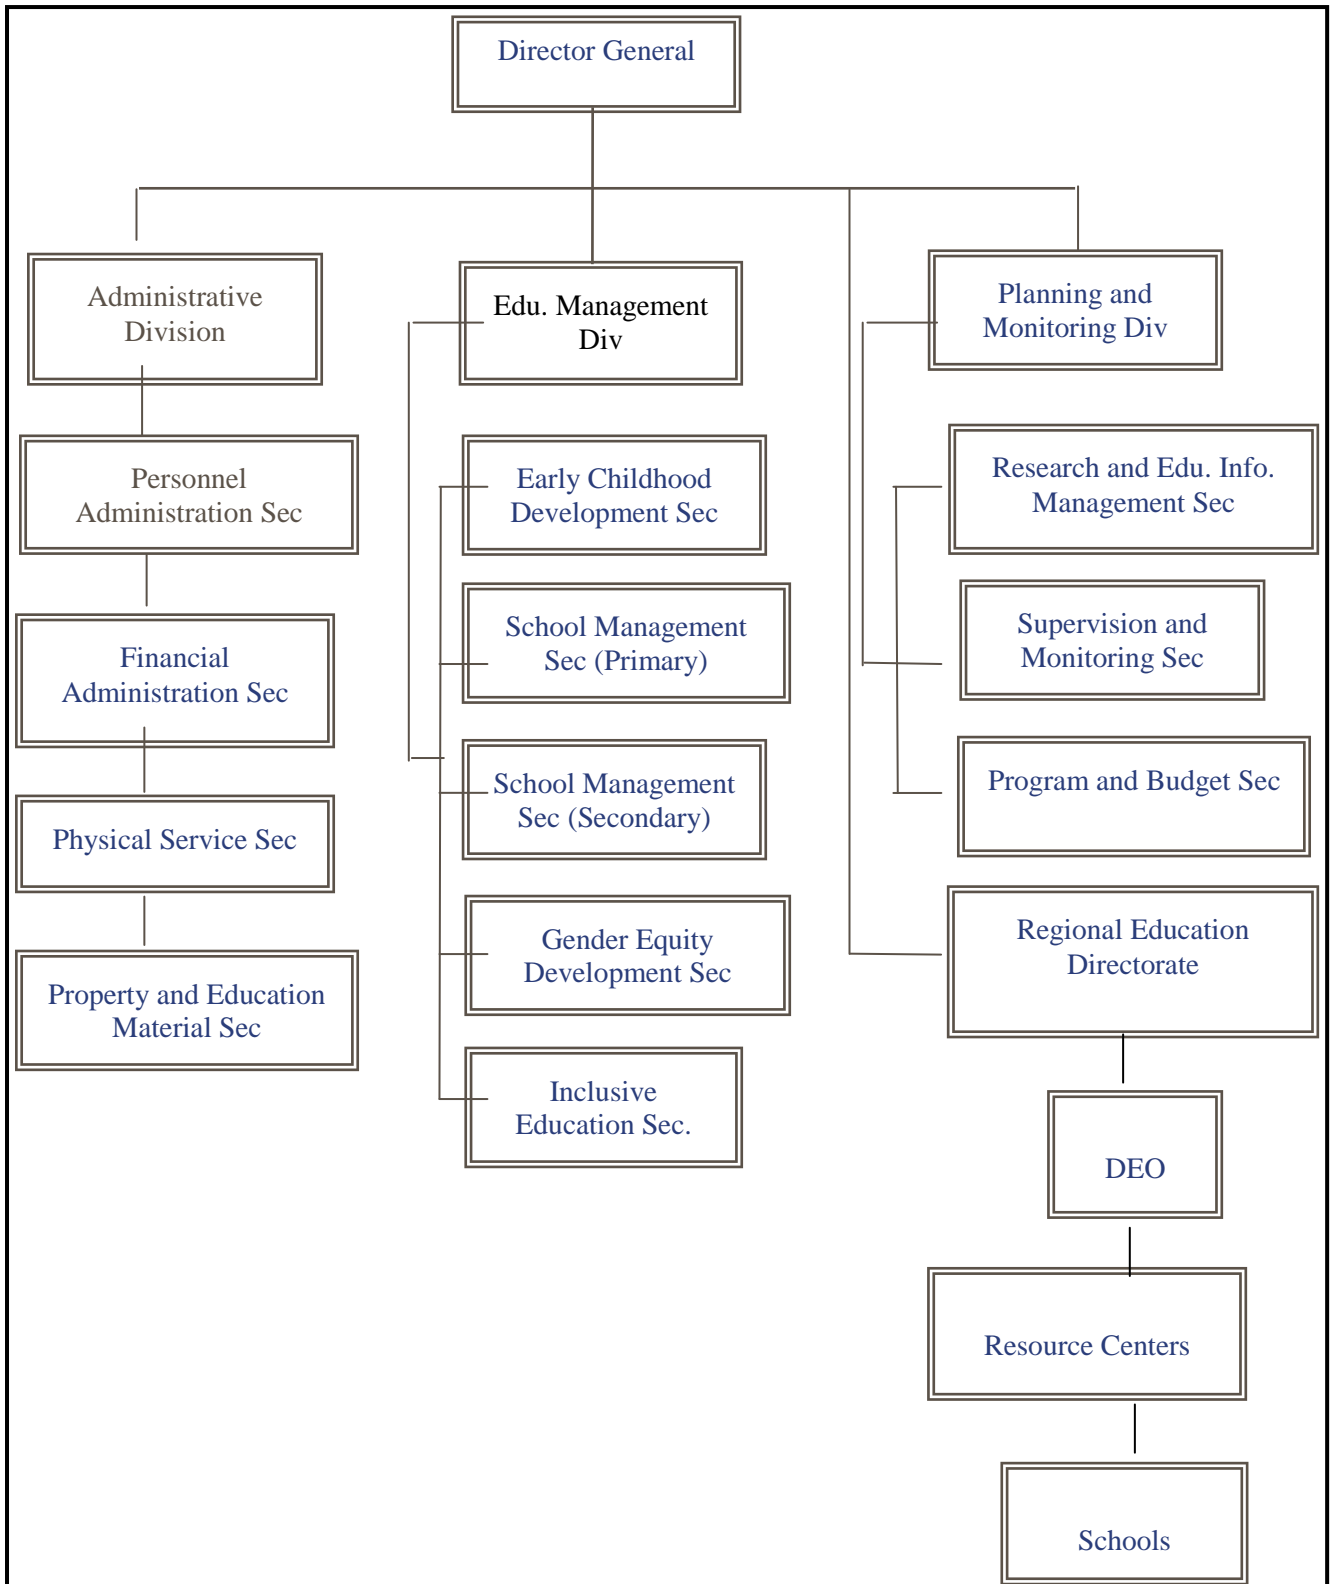 Director General
Administrative
Division
Edu. Management
Div
Planning and
Monitoring Div
Personnel
Administration Sec
Financial
Administration Sec
Physical Service Sec
Property and Education
Material Sec
Early Childhood
Development Sec
School Management
Sec (Primary)
School Management
Sec (Secondary)
Gender Equity
Development Sec
Inclusive
Education Sec.
Research and Edu. Info.
Management Sec
Supervision and
Monitoring Sec
Program and Budget Sec
Regional Education
Directorate
DEO
Resource Centers
Schools